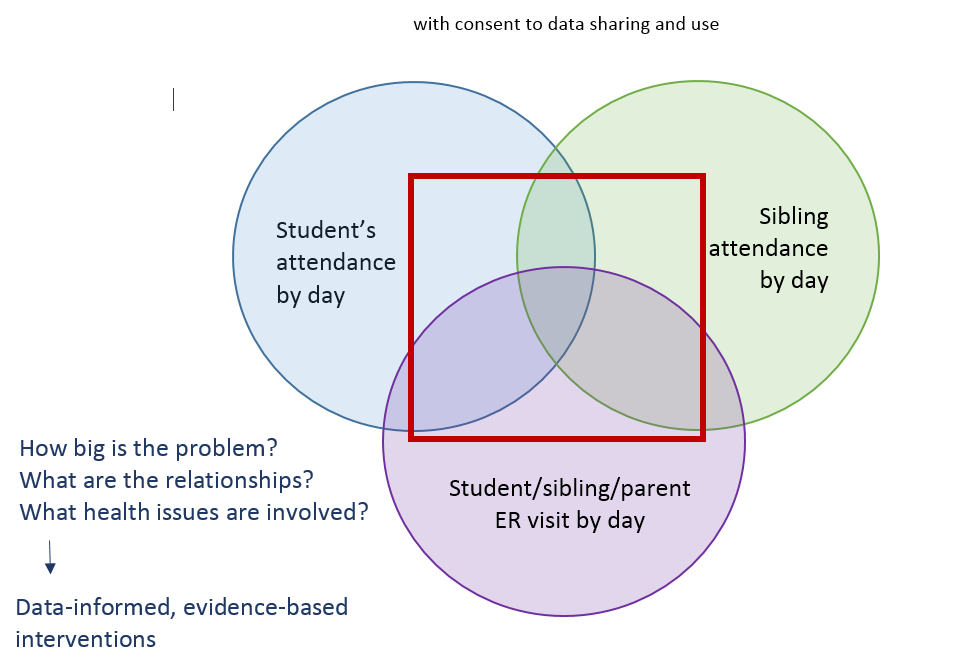 with consent to data sharing and use
Student’s
attendance
by day
Sibling
attendance
by day
How big is the problem?
What are the relationships?
What health issues are involved?
Student/sibling/parent
ER visit by day
Data-informed, evidence-based
interventions